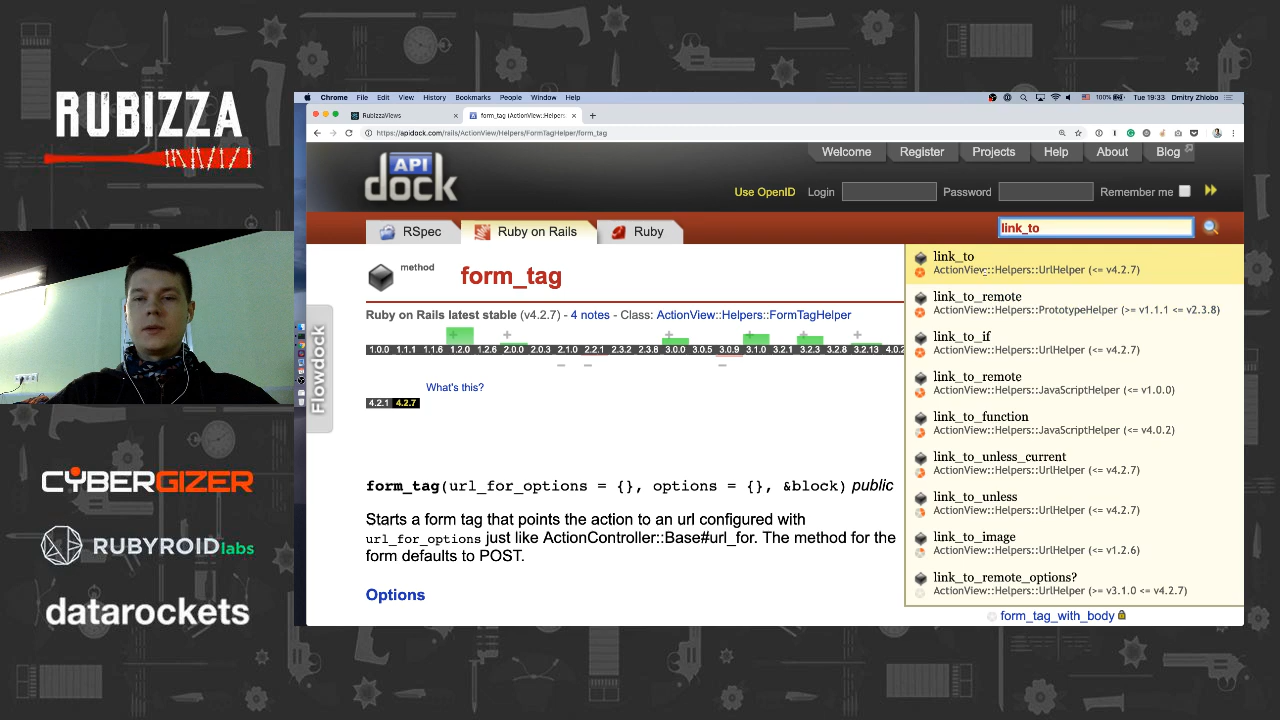 RUBIZZA
CYBERGIZER
RUBYROIDlabs
datarockets
Chrome File Edit View History Bookmarks People Window Help
100% Tue 19:33 Dmitry Zhlobo
RubizzaViews
form_tag (ActionView::Helpers
https://apidock.com/rails/ActionView/Helpers/FormTagHelper/form_tag
API
dock
Welcome Register Projects Help About Blog
Use OpenID Login Password Remember me
RSpec Ruby on Rails Ruby
link_to
method
form_tag
Ruby on Rails latest stable (v4.2.7) - 4 notes - Class: ActionView::Helpers::FormTagHelper
1.0.0 1.1.1 1.1.6 1.2.0 1.2.6 2.0.0 2.0.3 2.1.0 2.2.1 2.3.2 2.3.8 3.0.0 3.0.5 3.0.9 3.1.0 3.2.3 3.2.8 3.2.13 4.0.2
What's this?
4.2.1 4.2.7
Flowdock
form_tag(url_for_options = {}, options = {}, &block) public
Starts a form tag that points the action to an url configured with
url_for_options just like ActionController::Base#url_for. The method for the
form defaults to POST.
Options
link_to
ActionView::Helpers::UrlHelper (<= v4.2.7)
link_to_remote
ActionView::Helpers::PrototypeHelper (>= v1.1.1 <= v2.3.8)
link_to_if
ActionView::Helpers::UrlHelper (<= v4.2.7)
link_to_remote
ActionView::Helpers::JavaScriptHelper (<= v1.0.0)
link_to_function
ActionView::Helpers::JavaScriptHelper (<= v4.0.2)
link_to_unless_current
ActionView::Helpers::UrlHelper (<= v4.2.7)
link_to_unless
ActionView::Helpers::UrlHelper (<= v4.2.7)
link_to_image
ActionView::Helpers::UrlHelper (<= v1.2.6)
link_to_remote_options?
ActionView::Helpers::UrlHelper (>= v3.1.0 <= v4.2.7)
form_tag_with_body